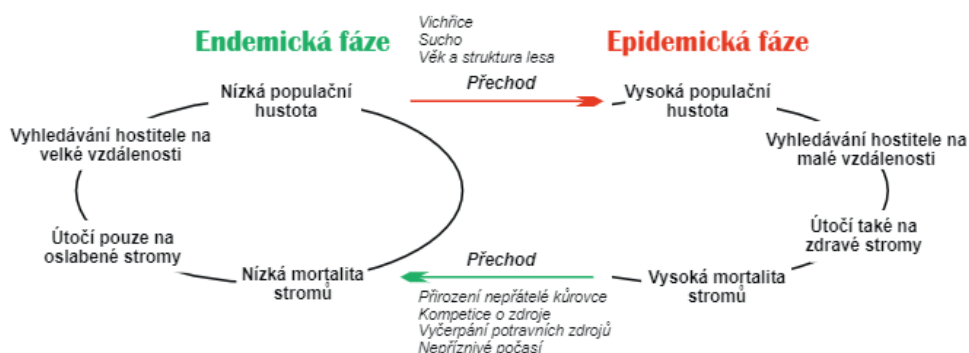 Endemická fáze
Vichřice
Sucho
Věk a struktura lesa
Epidemická fáze
Přechod
Nízká populační
hustota
Vysoká populační
hustota
Vyhledávání hostitele na
velké vzdálenosti
Vyhledávání hostitele na
malé vzdálenosti
Útočí pouze na
oslabené stromy
Útočí také na
zdravé stromy
Přechod
Nízká mortalita
stromů
Vysoká mortalita
stromů
Přirození nepřátelé kůrovce
Kompetice o zdroje
Vyčerpání potravních zdrojů
Nepříznivé počasí